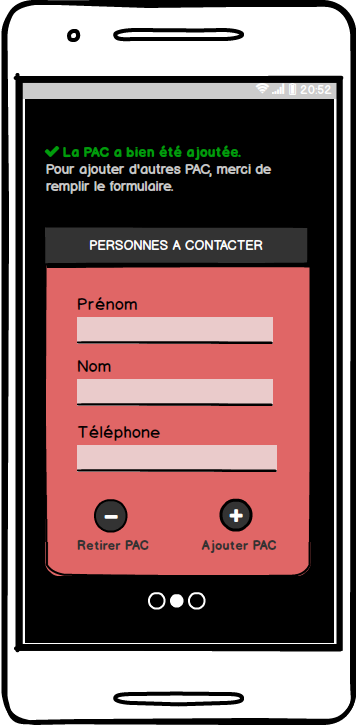 20:52
La PAC a bien été ajoutée.
Pour ajouter d'autres PAC, merci de
remplir le formulaire.
PERSONNES A CONTACTER
Prénom
Nom
Téléphone
Retirer PAC
Ajouter PAC